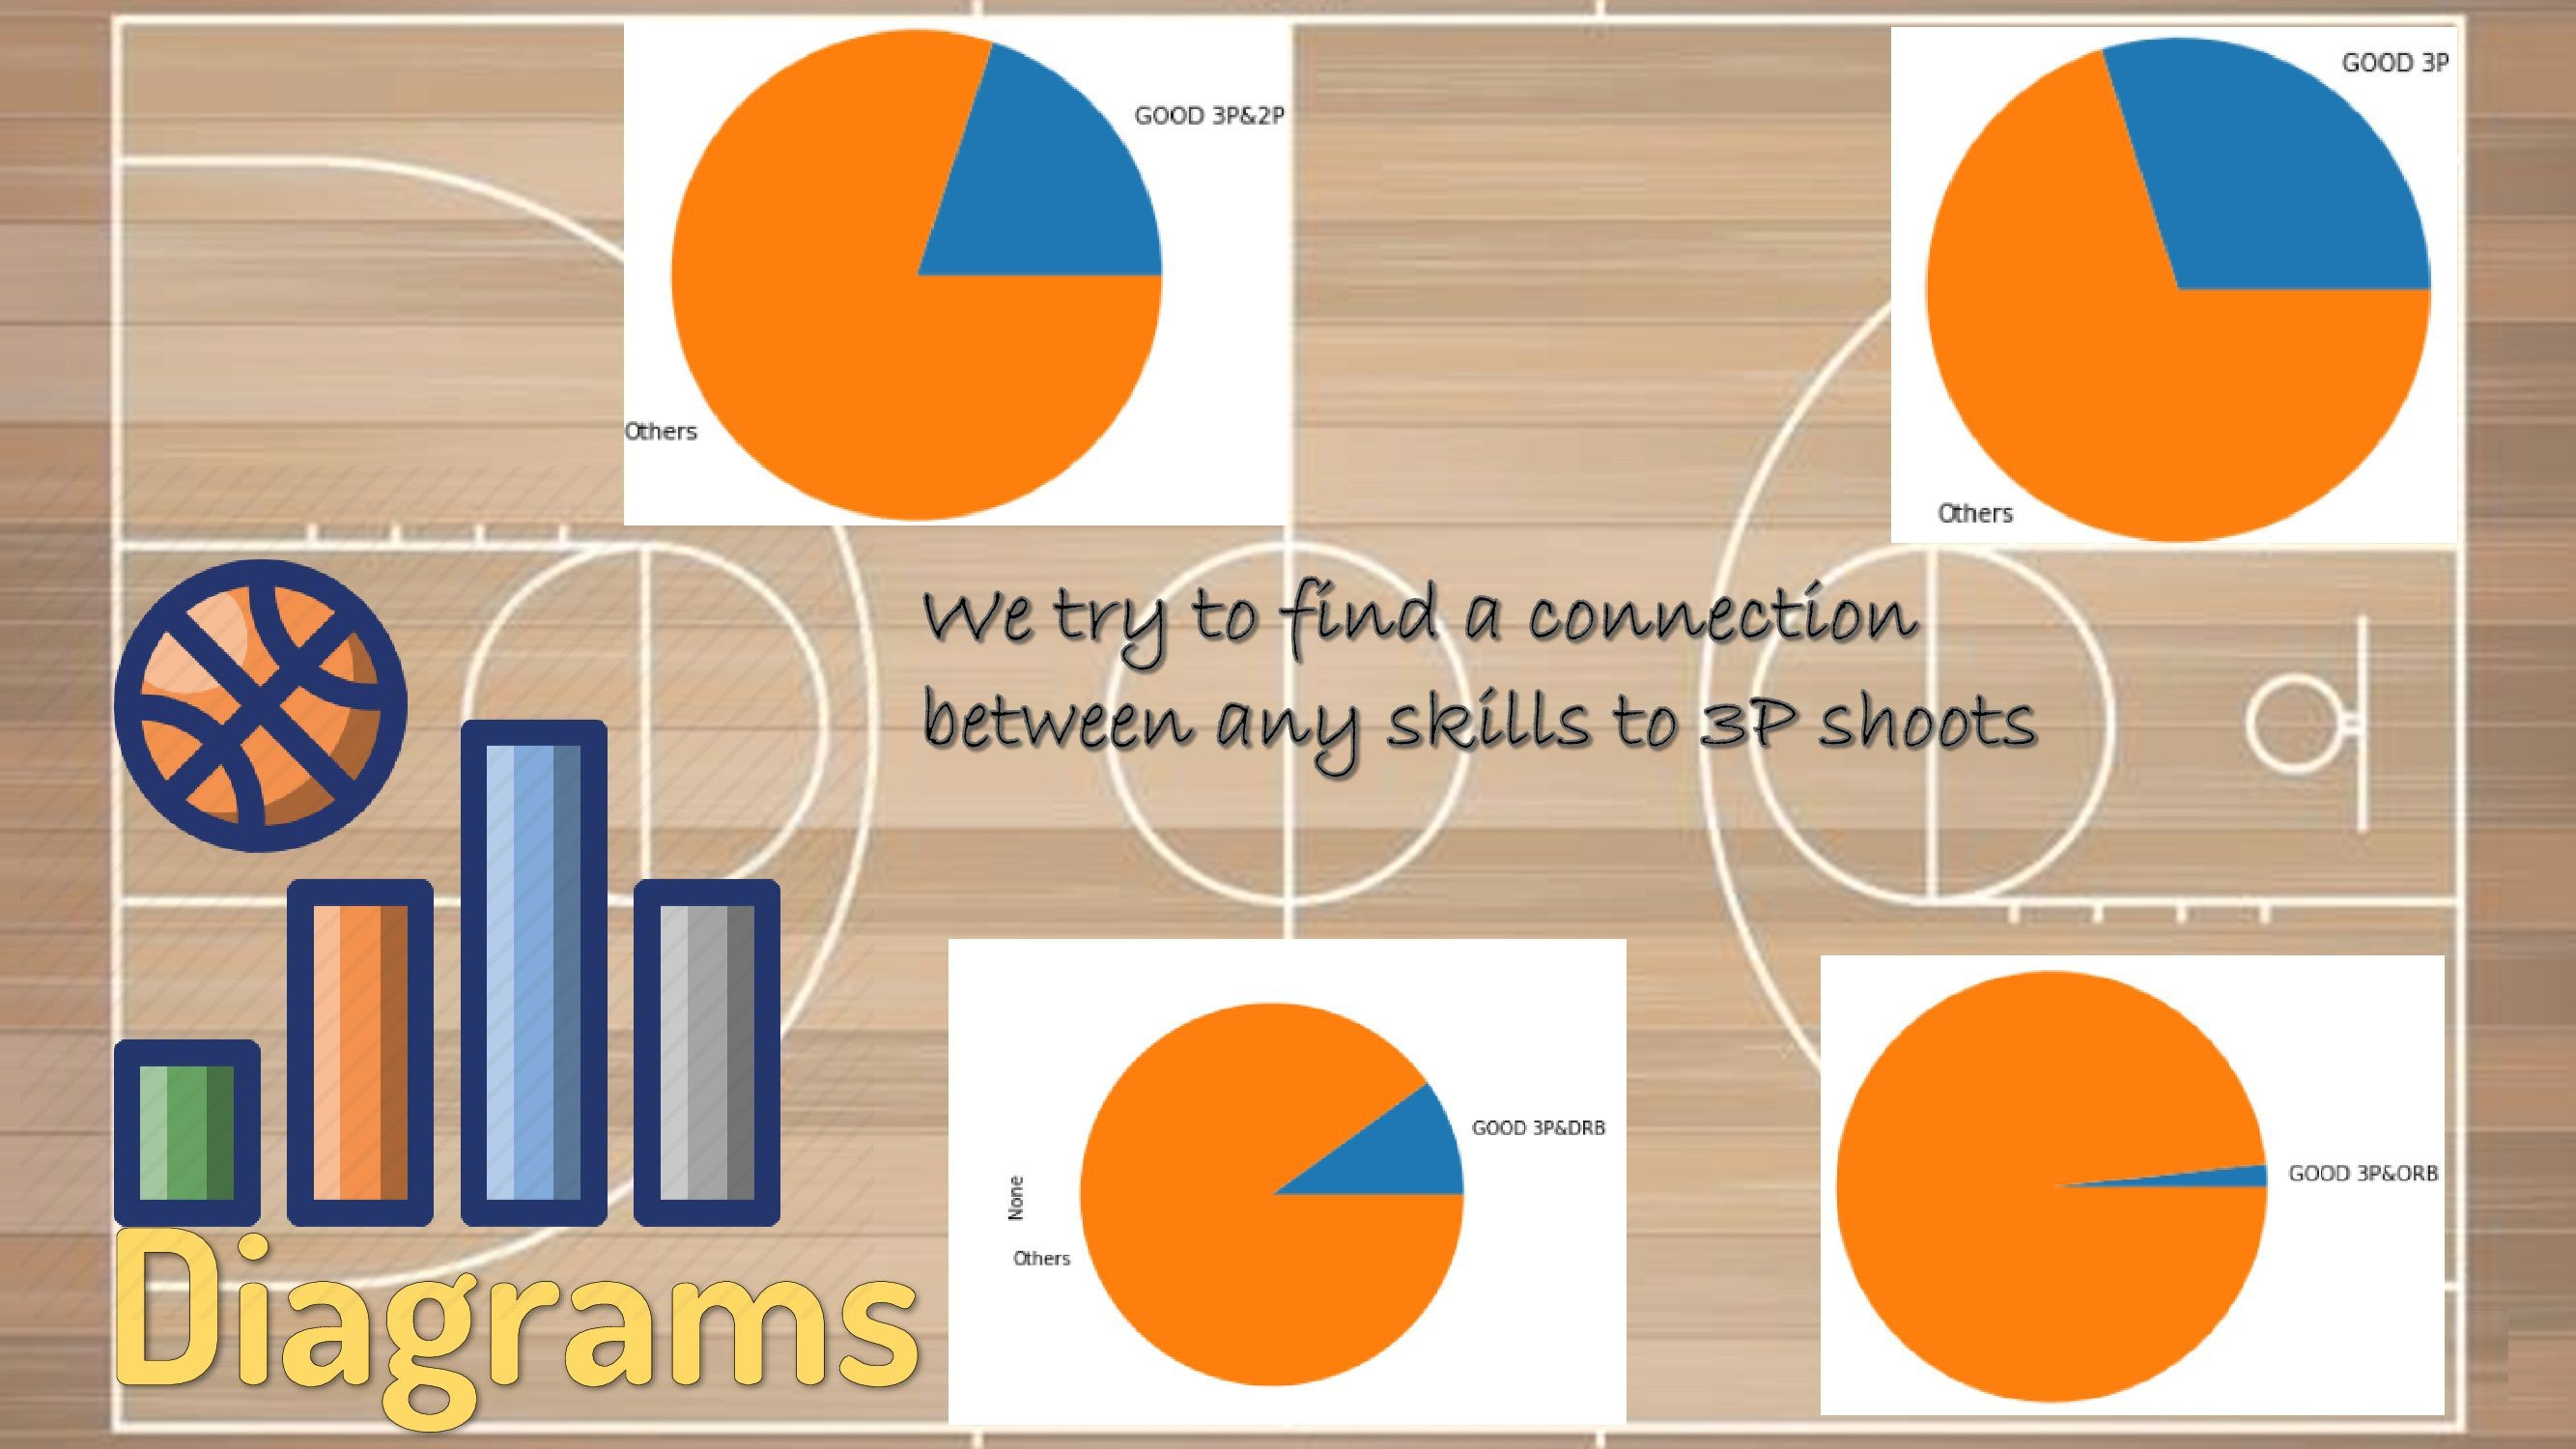 GOOD 3P&2P
Others
GOOD 3P
Others
We try to find a connection
between any skills to 3P shoots
GOOD 3P&DRB
None
Others
GOOD 3P&ORB
Diagrams